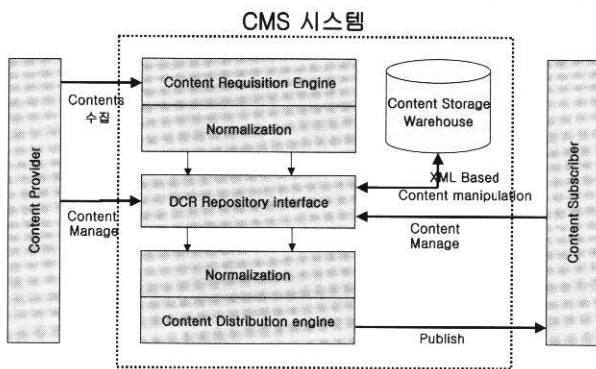 CMS 시스템
Content Provider
Contents
수집
Content
Manage
Content Requisition Engine
Normalization
DCR Repository interface
Normalization
Content Distribution engine
Content Storage
Warehouse
XML Based
Content manipulation
Content
Manage
Publish
Content Subscriber